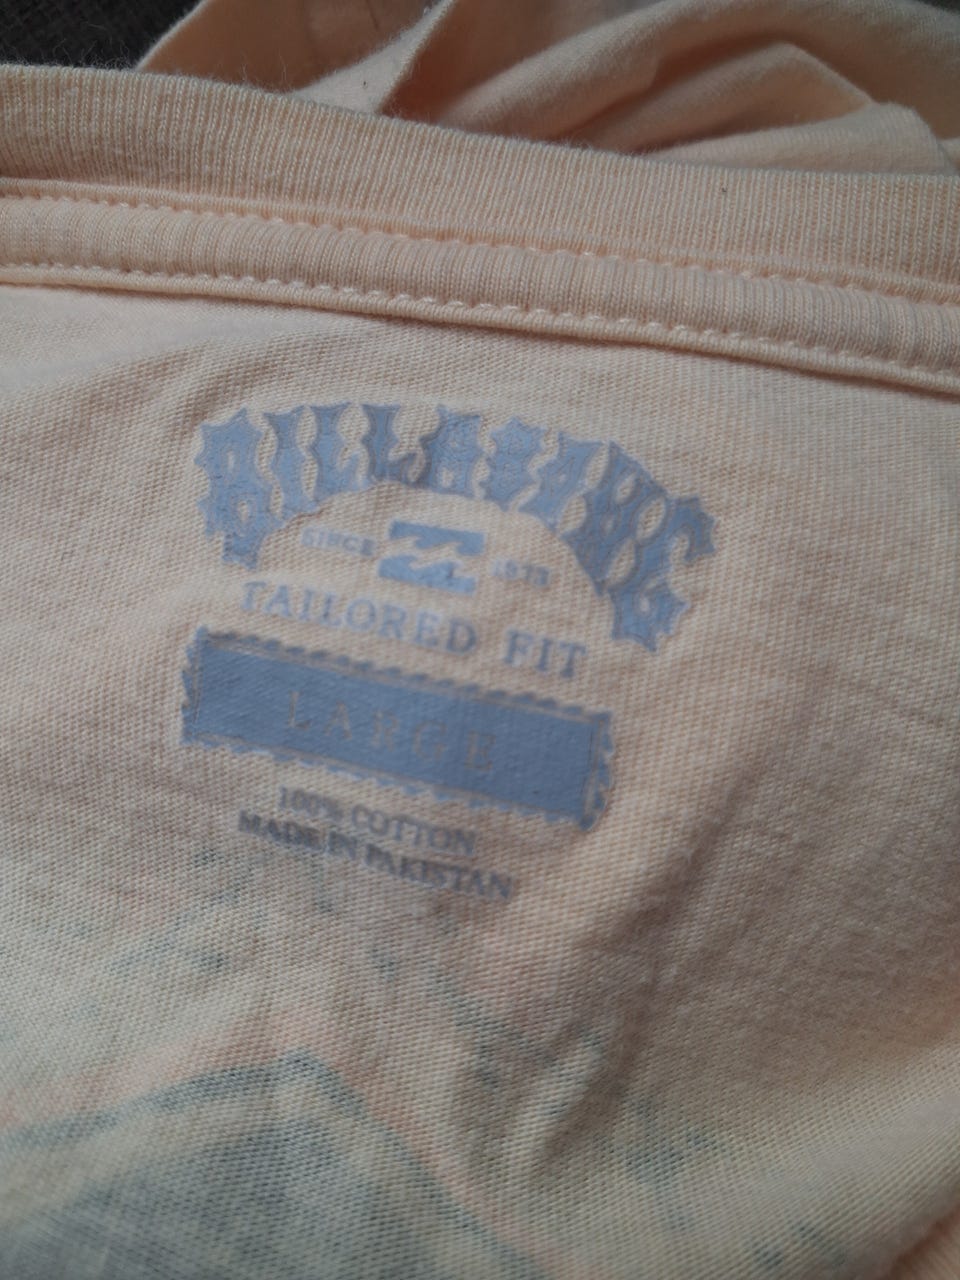 BILLABONG
SINCE 1973
TAILORED FIT
LARGE
100% COTTON
MADE IN PAKISTAN